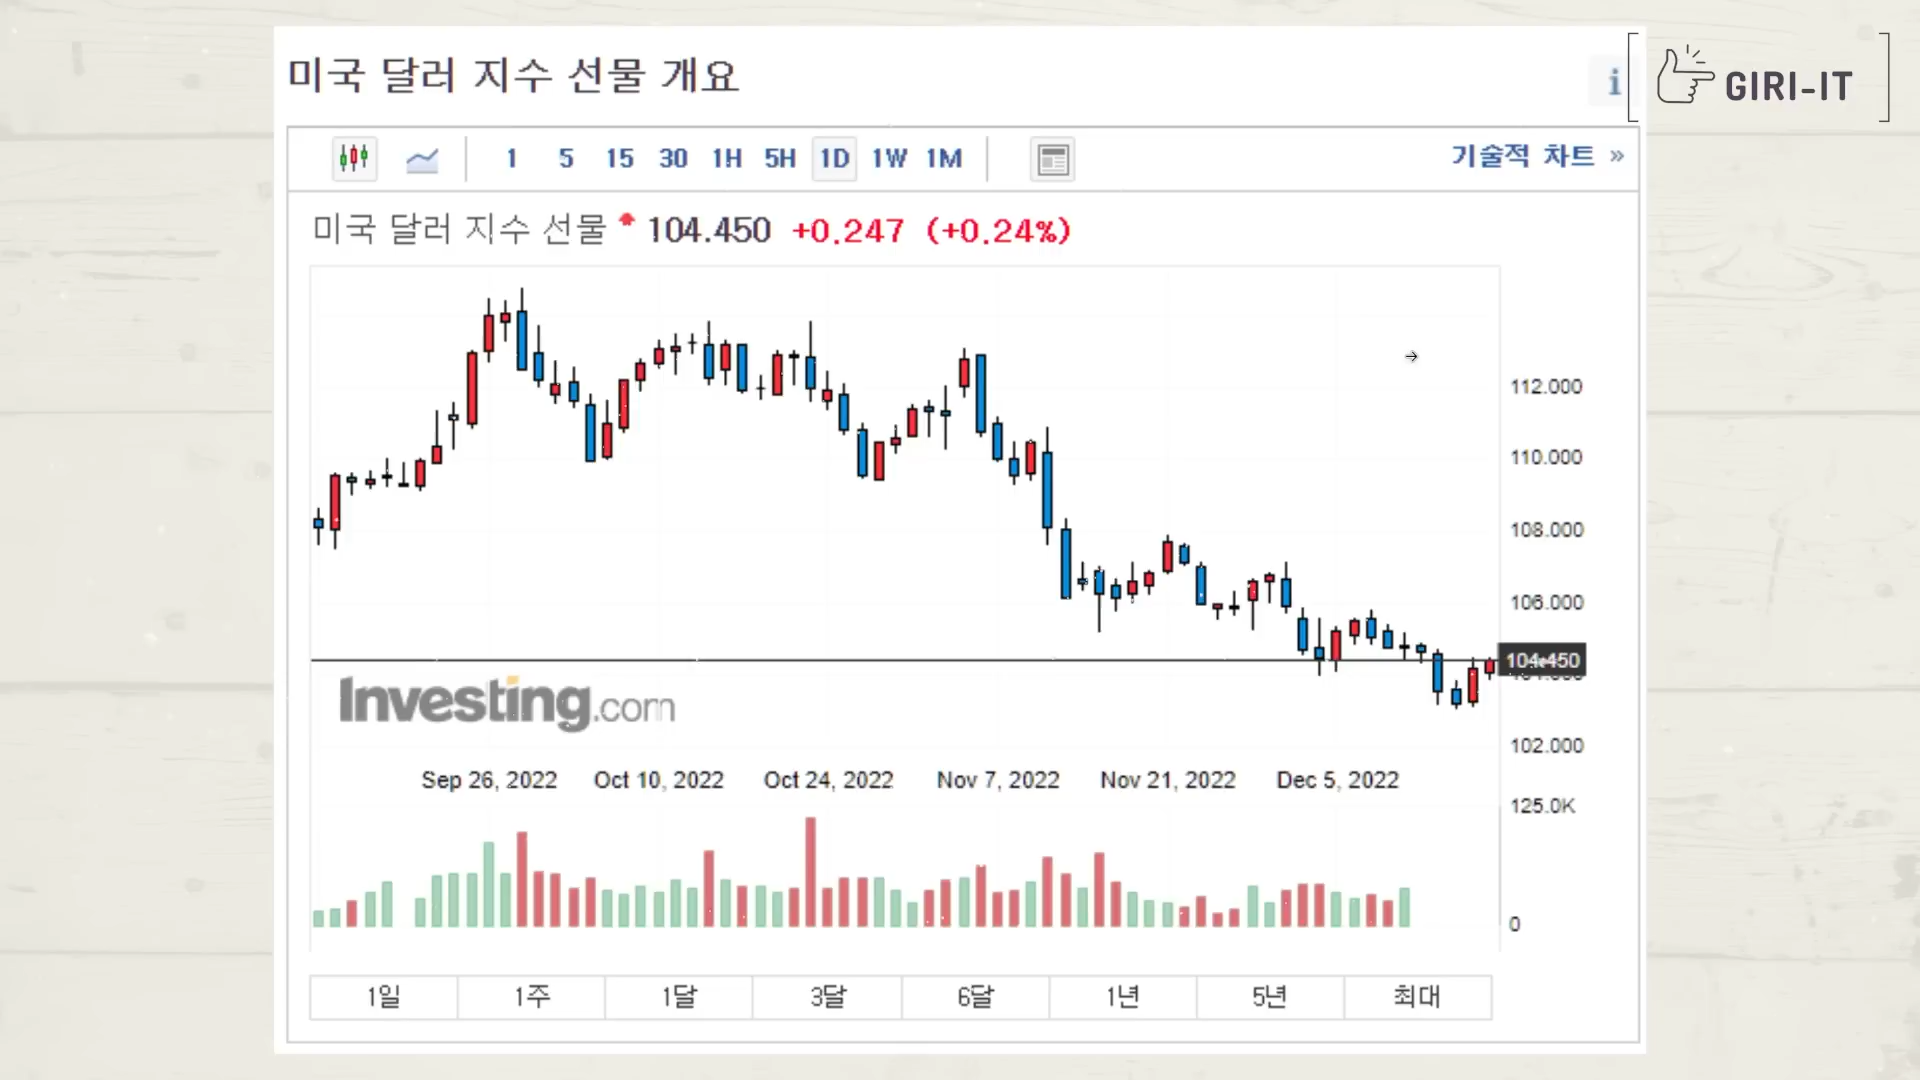 미국 달러 지수 선물 개요
i
GIRI-IT
1 5 15 30 1H 5H 1D 1W 1M
기술적 차트 »
미국 달러 지수 선물 104.450 +0.247 (+0.24%)
112.000
110.000
108.000
106.000
104.450
Investing.com
102.000
Sep 26, 2022 Oct 10, 2022 Oct 24, 2022 Nov 7, 2022 Nov 21, 2022 Dec 5, 2022
125.0K
0
1일 1주 1달 3달 6달 1년 5년 최대